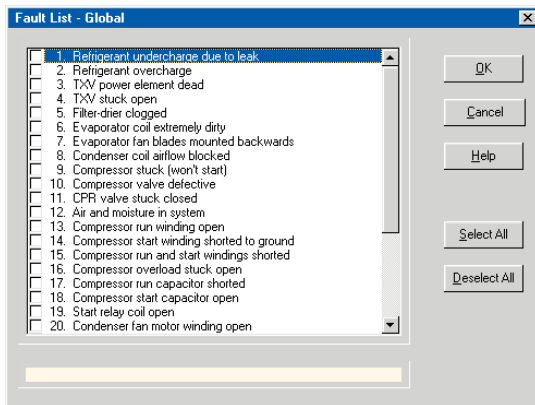 Fault List - Global
1. Refrigerant undercharge due to leak
2. Refrigerant overcharge
3. TXV power element dead
4. TXV stuck open
5. Filter-drier clogged
6. Evaporator coil extremely dirty
7. Evaporator fan blades mounted backwards
8. Condenser coil airflow blocked
9. Compressor stuck (won't start)
10. Compressor valve defective
11. CPR valve stuck closed
12. Air and moisture in system
13. Compressor run winding open
14. Compressor start winding shorted to ground
15. Compressor run and start windings shorted
16. Compressor overload stuck open
17. Compressor run capacitor shorted
18. Compressor start capacitor open
19. Start relay coil open
20. Condenser fan motor winding open
OK
Cancel
Help
Select All
Deselect All